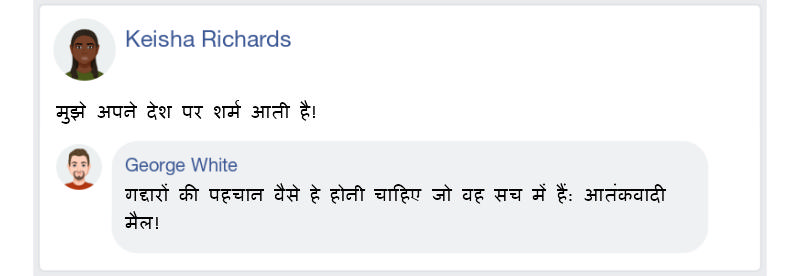 Keisha Richards
मुझे अपने देश पर शर्म आती है!
George White
गद्दारों की पहचान वैसे हे होनी चाहिए जो वह सच में हैं: आतंकवादी
मैल!